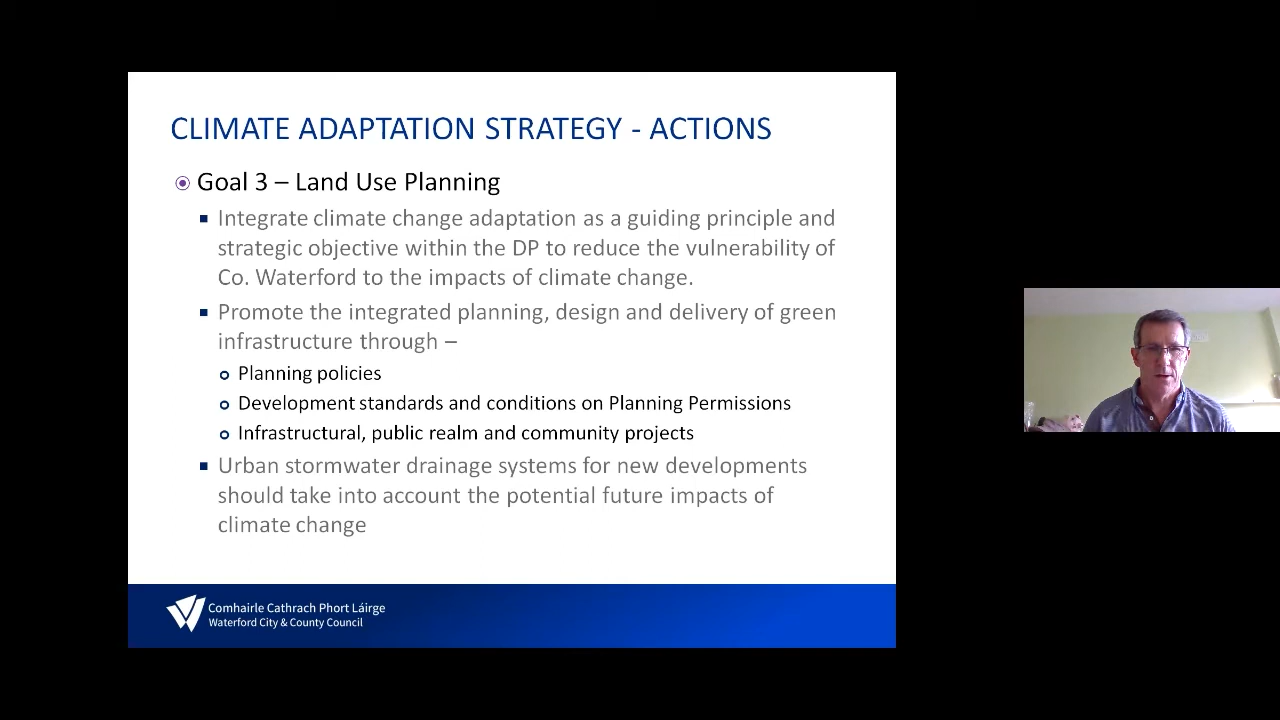 CLIMATE ADAPTATION STRATEGY - ACTIONS
Goal 3 – Land Use Planning
Integrate climate change adaptation as a guiding principle and
strategic objective within the DP to reduce the vulnerability of
Co. Waterford to the impacts of climate change.
Promote the integrated planning, design and delivery of green
infrastructure through –
Planning policies
Development standards and conditions on Planning Permissions
Infrastructural, public realm and community projects
Urban stormwater drainage systems for new developments
should take into account the potential future impacts of
climate change
Comhairle Cathrach Phort Láirge
Waterford City & County Council